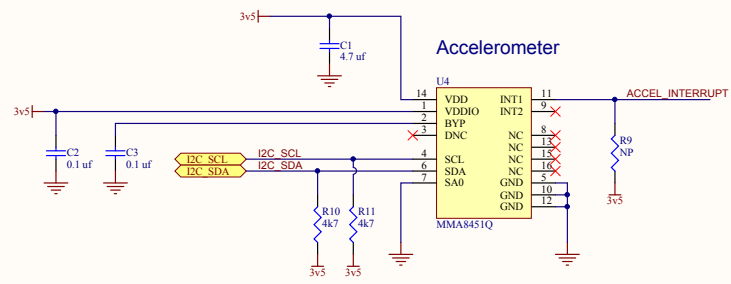 3v5
C1
4.7 uf
Accelerometer
U4
14 VDD INT1 11 ACCEL_INTERRUPT
3v5 1 VDDIO INT2 9
2 BYP
3 DNC NC 8
C2 C3 NC 13 R9
0.1 uf 0.1 uf I2C_SCL I2C_SCL 4 SCL NC 15 NP
I2C_SDA I2C_SDA 6 SDA NC 16
7 SA0 GND 5
GND 10 3v5
R10 R11 GND 12
4k7 4k7 MMA8451Q
3v5 3v5